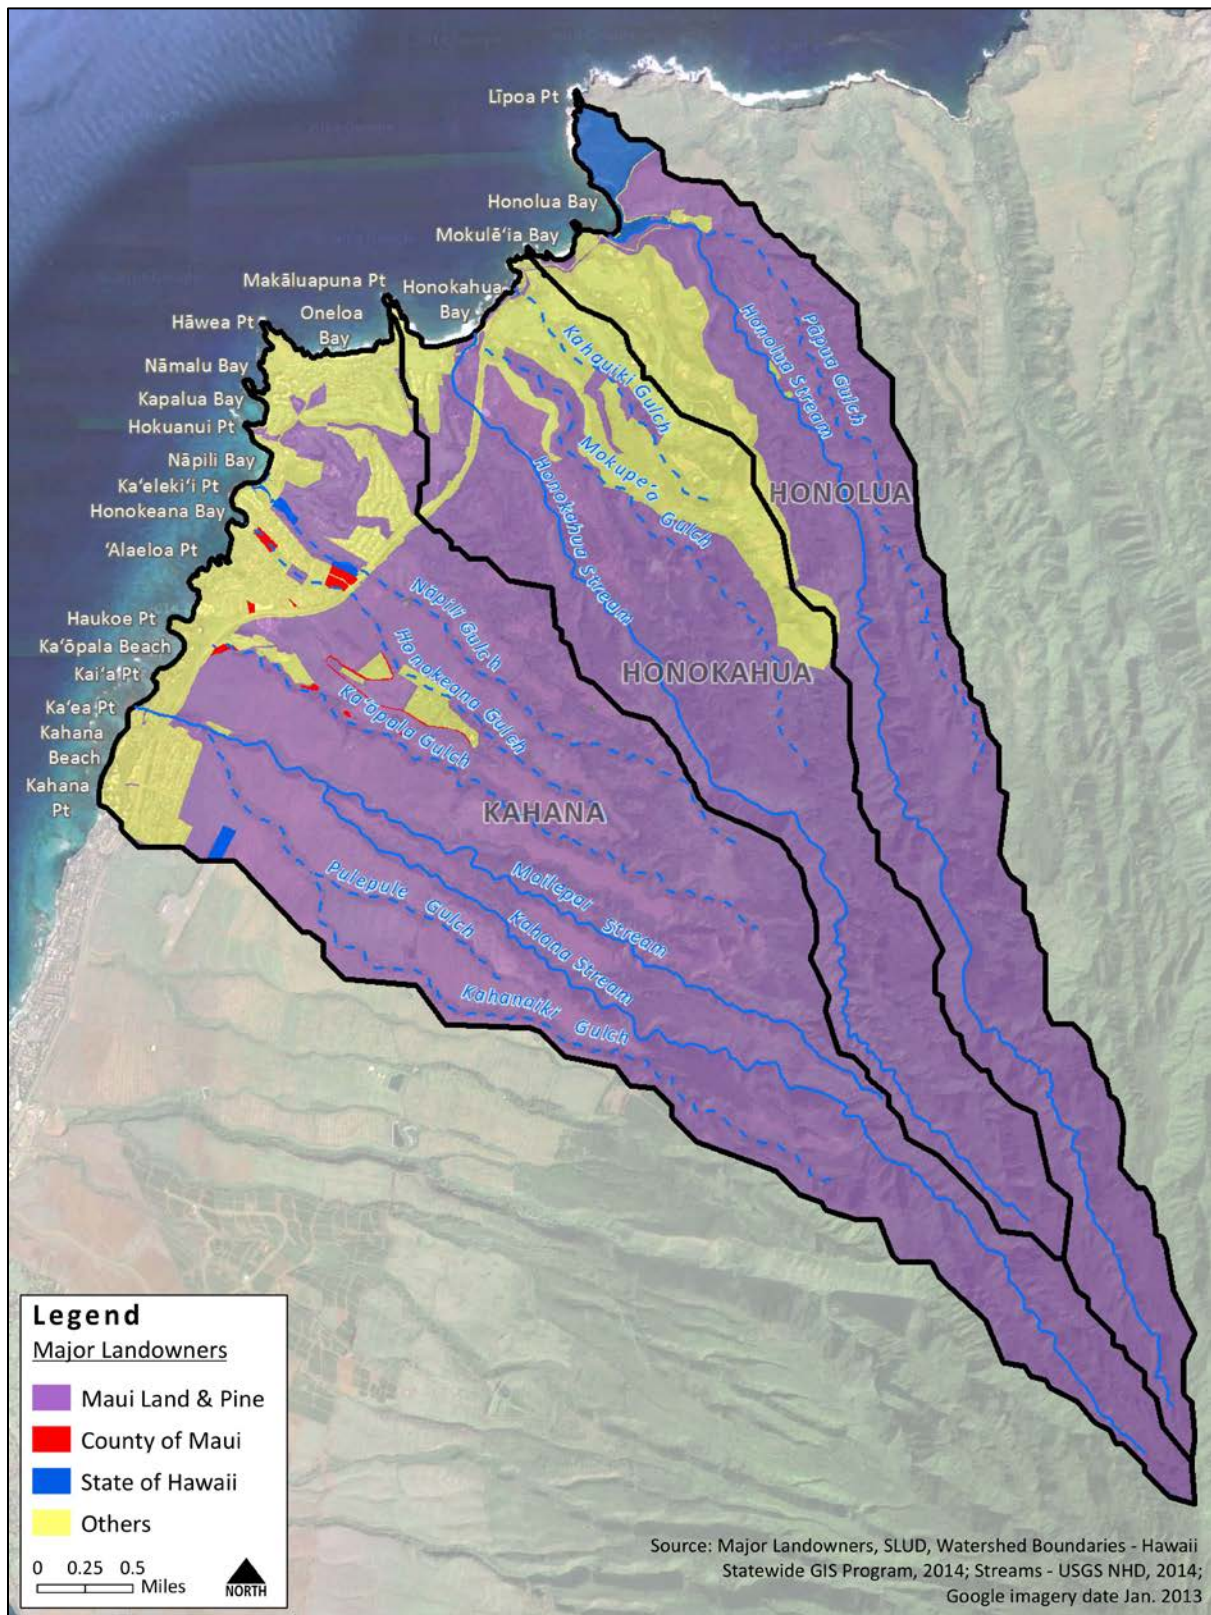 Līpoa Pt
Honolua Bay
Mokulē‘ia Bay
Makāluapuna Pt
Honokahua
Bay
Oneloa
Bay
Hāwea Pt
Nāmalu Bay
Kapalua Bay
Hokuanui Pt
Nāpili Bay
Ka‘eleki‘i Pt
Honokeana Bay
‘Alaeloa Pt
Haukoe Pt
Ka‘ōpala Beach
Kai‘a Pt
Ka‘ea Pt
Kahana
Beach
Kahana
Pt
Pāpua Gulch
Honolua Stream
Kahauiki Gulch
Mokupe‘a Gulch
Honokahua Stream
HONOLUA
HONOKAHUA
Nāpili Gulch
Honokeana Gulch
Ka‘ōpala Gulch
KAHANA
Moilepai Stream
Kahana Stream
Pulepule Gulch
Kahanaiki Gulch
Legend
Major Landowners
Maui Land & Pine
County of Maui
State of Hawaii
Others
0 0.25 0.5
Miles
NORTH
Source: Major Landowners, SLUD, Watershed Boundaries - Hawaii
Statewide GIS Program, 2014; Streams - USGS NHD, 2014;
Google imagery date Jan. 2013